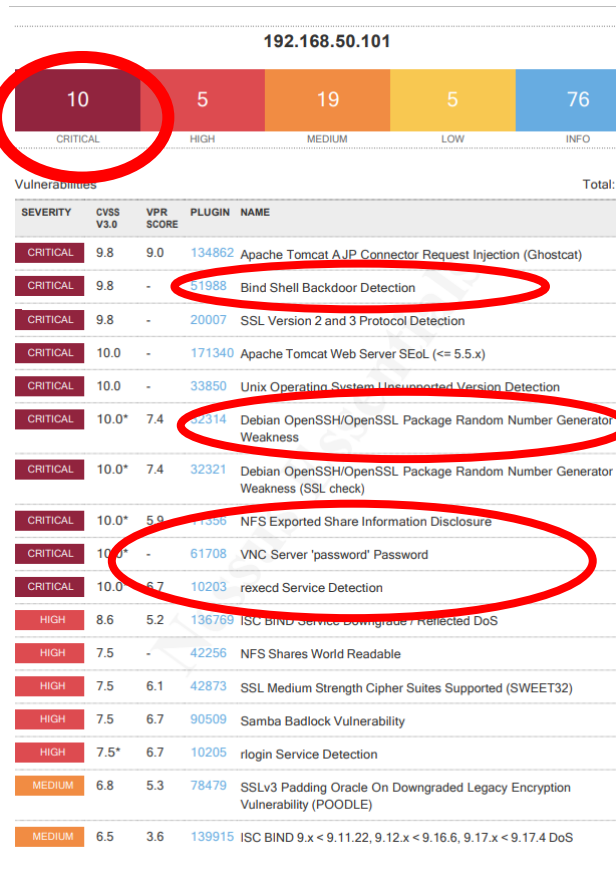 192.168.50.101
10 5 19 5 76
CRITICAL HIGH MEDIUM LOW INFO
Vulnerabilities Total:
SEVERITY CVSS V3.0 VPR SCORE PLUGIN NAME
CRITICAL 9.8 9.0 134862 Apache Tomcat AJP Connector Request Injection (Ghostcat)
CRITICAL 9.8 - 51988 Bind Shell Backdoor Detection
CRITICAL 9.8 - 20007 SSL Version 2 and 3 Protocol Detection
CRITICAL 10.0 - 171340 Apache Tomcat Web Server SEoL (<= 5.5.x)
CRITICAL 10.0 - 33850 Unix Operating System Unsupported Version Detection
CRITICAL 10.0* 7.4 32314 Debian OpenSSH/OpenSSL Package Random Number Generator
Weakness
CRITICAL 10.0* 7.4 32321 Debian OpenSSH/OpenSSL Package Random Number Generator
Weakness (SSL check)
CRITICAL 10.0* 5.9 11356 NFS Exported Share Information Disclosure
CRITICAL 10.0* - 61708 VNC Server 'password' Password
CRITICAL 10.0* 6.7 10203 rexecd Service Detection
HIGH 8.6 5.2 136769 ISC BIND Service Downgrade / Reflected DoS
HIGH 7.5 - 42256 NFS Shares World Readable
HIGH 7.5 6.1 42873 SSL Medium Strength Cipher Suites Supported (SWEET32)
HIGH 7.5 6.7 90509 Samba Badlock Vulnerability
HIGH 7.5* 6.7 10205 rlogin Service Detection
MEDIUM 6.8 5.3 78479 SSLv3 Padding Oracle On Downgraded Legacy Encryption
Vulnerability (POODLE)
MEDIUM 6.5 3.6 139915 ISC BIND 9.x < 9.11.22, 9.12.x < 9.16.6, 9.17.x < 9.17.4 DoS